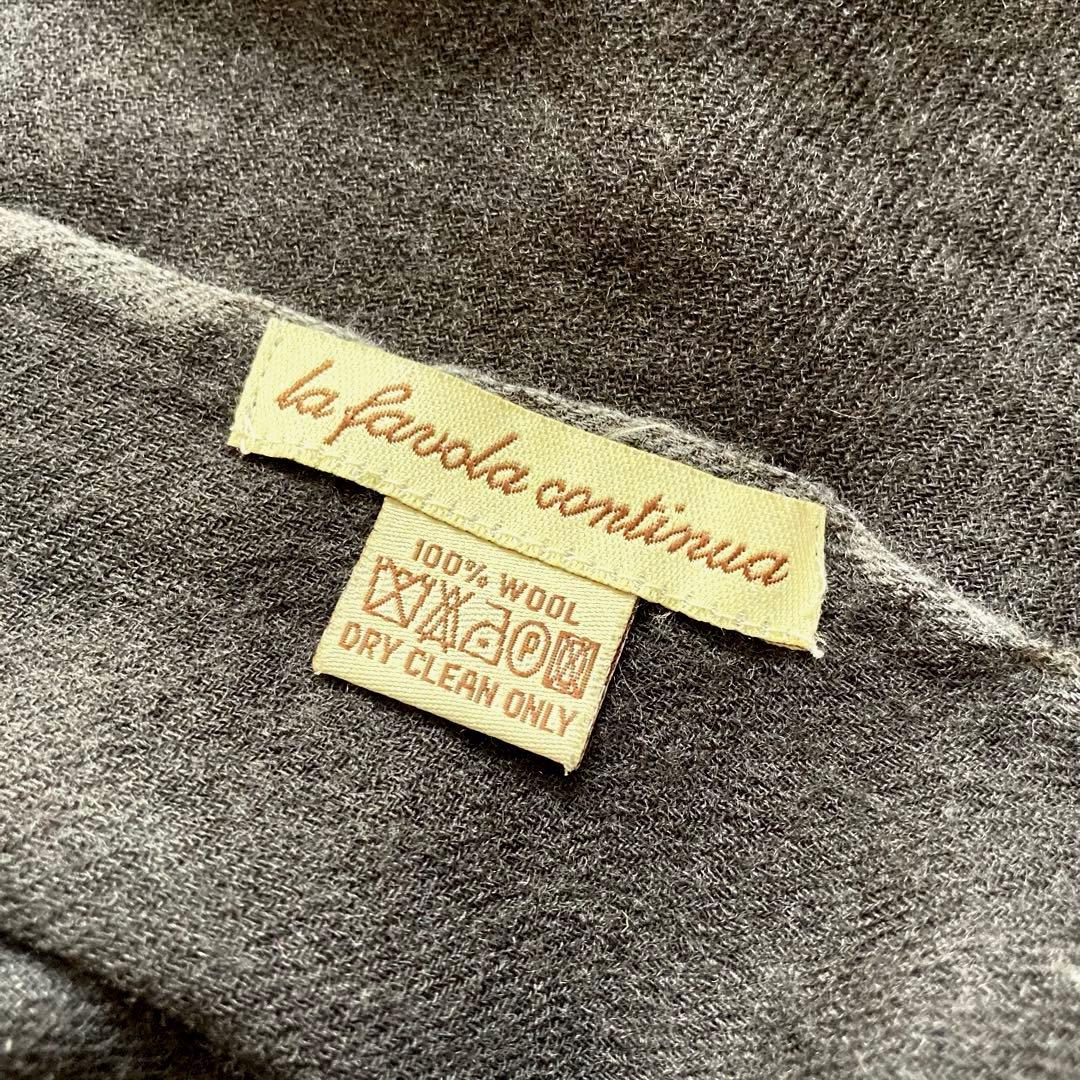 la favola continua
100% WOOL
P
DRY CLEAN ONLY